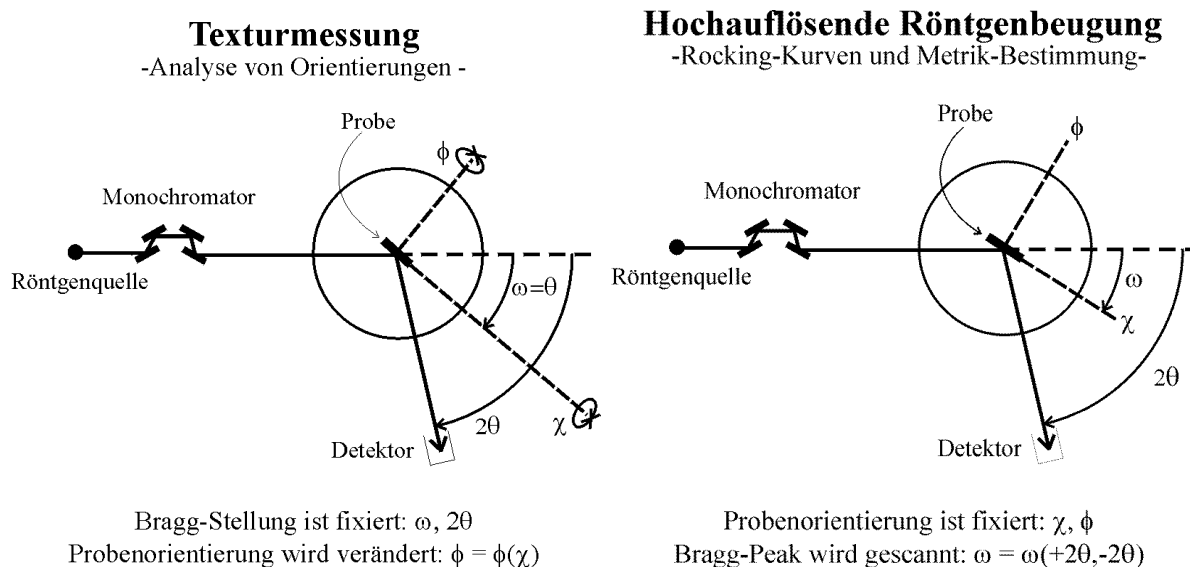 Texturmessung
-Analyse von Orientierungen -
Probe
ϕ
Monochromator
Röntgenquelle
ω=θ
2θ
χ
Detektor
Bragg-Stellung ist fixiert: ω, 2θ
Probenorientierung wird verändert: ϕ = ϕ(χ)
Hochauflösende Röntgenbeugung
-Rocking-Kurven und Metrik-Bestimmung-
Probe
ϕ
Monochromator
Röntgenquelle
ω
χ
2θ
Detektor
Probenorientierung ist fixiert: χ, ϕ
Bragg-Peak wird gescannt: ω = ω(+2θ,-2θ)